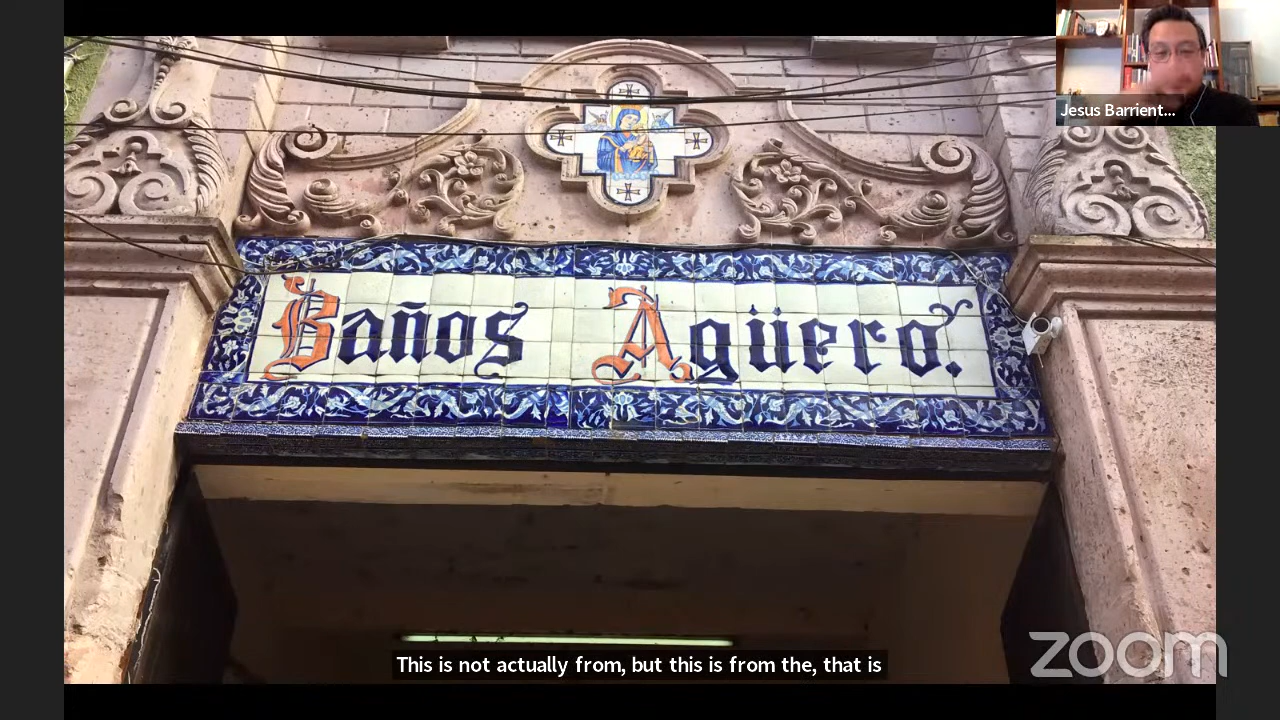 Jesus Barrient...
Baños Agüero.
This is not actually from, but this is from the, that is
zoom